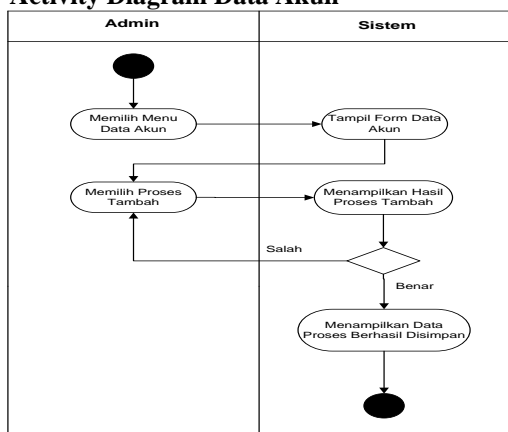 Activity Diagram Data Akun
Admin
Sistem
Memilih Menu
Data Akun
Tampil Form Data
Akun
Memilih Proses
Tambah
Menampilkan Hasil
Proses Tambah
Salah
Benar
Menampilkan Data
Proses Berhasil Disimpan